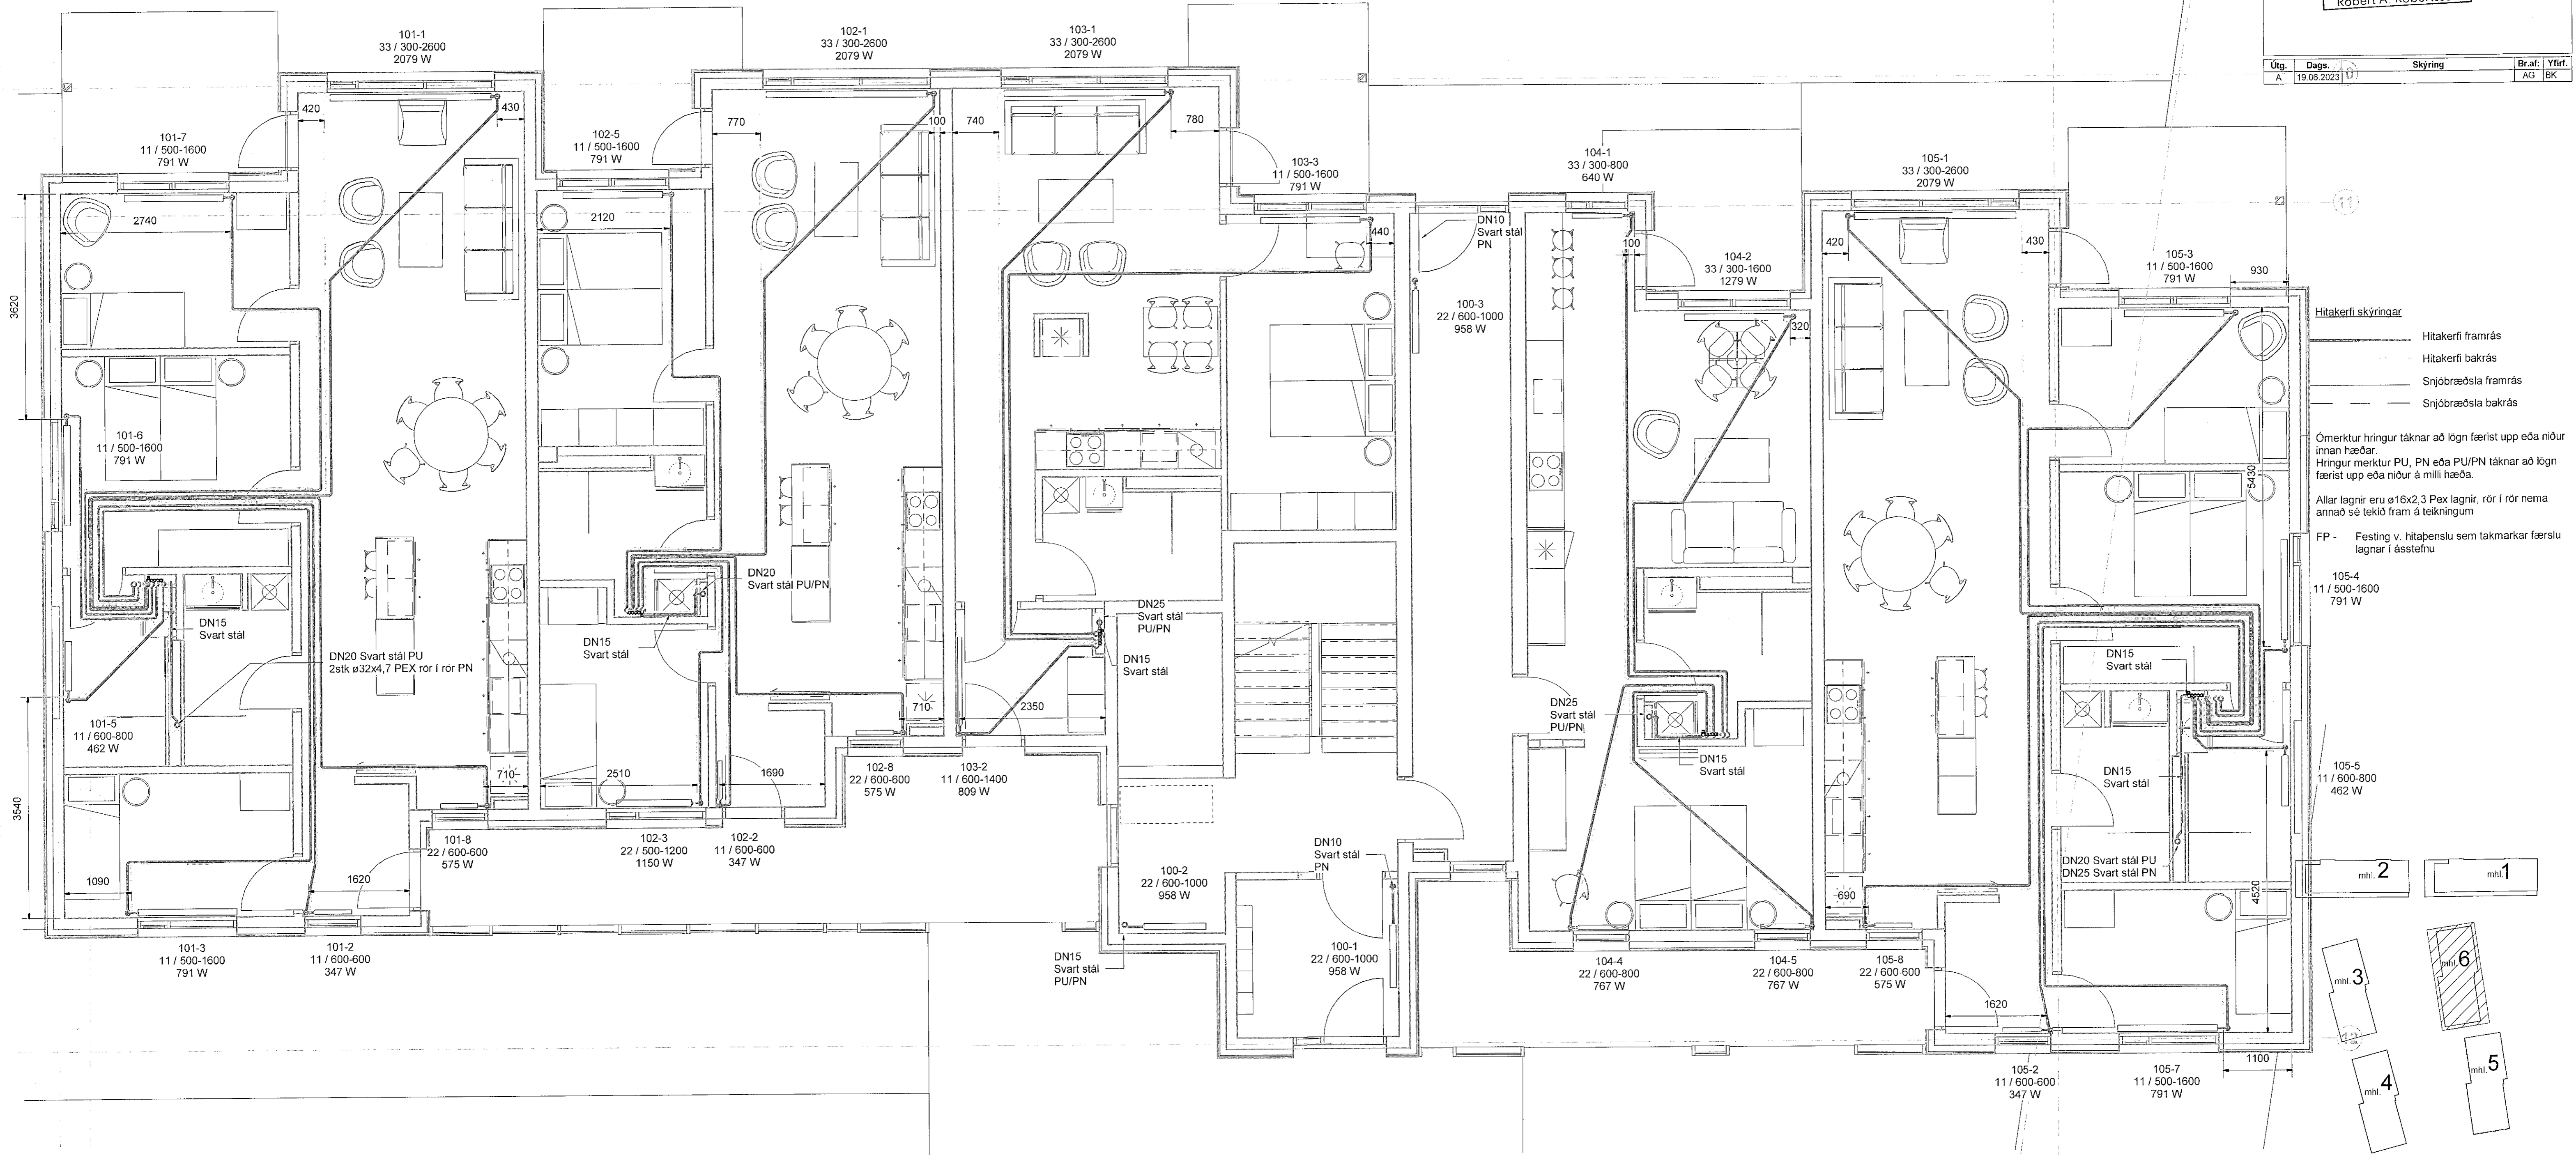 Útg. Dags. Skýring Br.af: Yfirf.
A 19.06.2023 AG BK
101-1
33 / 300-2600
2079 W
102-1
33 / 300-2600
2079 W
103-1
33 / 300-2600
2079 W
101-7
11 / 500-1600
791 W
102-5
11 / 500-1600
791 W
103-3
11 / 500-1600
791 W
104-1
33 / 300-800
640 W
105-1
33 / 300-2600
2079 W
420
430
770
100
740
780
2740
2120
440
DN10
Svart stál
PN
100
104-2
33 / 300-1600
1279 W
420
430
105-3
11 / 500-1600
791 W
930
11
3620
100-3
22 / 600-1000
958 W
320
101-6
11 / 500-1600
791 W
5430
Hitakerfi skýringar
Hitakerfi framrás
Hitakerfi bakrás
Snjóbræðsla framrás
Snjóbræðsla bakrás
Ómerktur hringur táknar að lögn færist upp eða niður
innan hæðar.
Hringur merktur PU, PN eða PU/PN táknar að lögn
færist upp eða niður á milli hæða.
Allar lagnir eru ø16x2,3 Pex lagnir, rör í rör nema
annað sé tekið fram á teikningum
FP - Festing v. hitaþenslu sem takmarkar færslu
lagnar í ásstefnu
105-4
11 / 500-1600
791 W
DN15
Svart stál
DN20 Svart stál PU
2stk ø32x4,7 PEX rör í rör PN
DN15
Svart stál
DN20
Svart stál PU/PN
DN25
Svart stál
PU/PN
DN15
Svart stál
DN25
Svart stál
PU/PN
DN15
Svart stál
DN15
Svart stál
DN15
Svart stál
DN20 Svart stál PU
DN25 Svart stál PN
101-5
11 / 600-800
462 W
710
710
2350
2510
1690
3540
1090
1620
101-8
22 / 600-600
575 W
102-3
22 / 500-1200
1150 W
102-2
11 / 600-600
347 W
102-8
22 / 600-600
575 W
103-2
11 / 600-1400
809 W
105-5
11 / 600-800
462 W
DN10
Svart stál
PN
100-2
22 / 600-1000
958 W
690
4520
101-3
11 / 500-1600
791 W
101-2
11 / 600-600
347 W
DN15
Svart stál
PU/PN
100-1
22 / 600-1000
958 W
104-4
22 / 600-800
767 W
104-5
22 / 600-800
767 W
105-8
22 / 600-600
575 W
1620
105-2
11 / 600-600
347 W
105-7
11 / 500-1600
791 W
1100
mhl. 2
mhl. 1
mhl. 3
mhl. 6
12
mhl. 4
mhl. 5